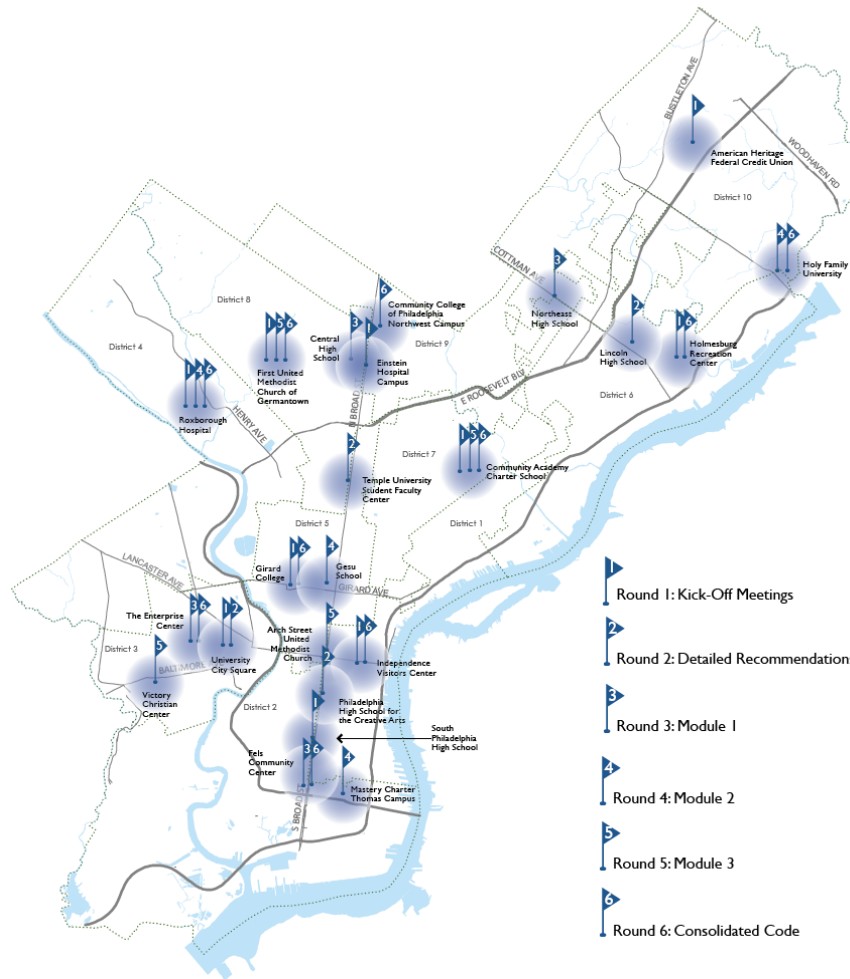 BUSTLETON AVE
1
American Heritage
Federal Credit Union
WOODHAVEN RD
District 10
4 6
Holy Family
University
COTTMAN AVE
3
Northeast
High School
2
Lincoln
High School
1 6
Holmesburg
Recreation
Center
District 6
6
Community College
of Philadelphia
Northwest Campus
District 9
District 8
1 5 6
First United
Methodist
Church of
Germantown
3
Central
High
School
1
Einstein
Hospital
Campus
District 4
1 4 6
Roxborough
Hospital
HENRY AVE
N BROAD
E ROOSEVELT BLV
2
Temple University
Student Faculty
Center
District 7
1 5 6
Community Academy
Charter School
District 1
District 5
1 6
Girard
College
4
Gesu
School
GIRARD AVE
LANCASTER AVE
The Enterprise
Center
3 6
1 2
University
City Square
District 3
5
BALTIMORE
Victory
Christian
Center
5
Arch Street
United
Methodist
Church
1 6
Independence
Visitors Center
2
Philadelphia
High School for
the Creative Arts
District 2
1
South
Philadelphia
High School
Fels
Community
Center
3 6
4
Mastery Charter
Thomas Campus
S BROAD ST
1
Round 1: Kick-Off Meetings
2
Round 2: Detailed Recommendation
3
Round 3: Module 1
4
Round 4: Module 2
5
Round 5: Module 3
6
Round 6: Consolidated Code